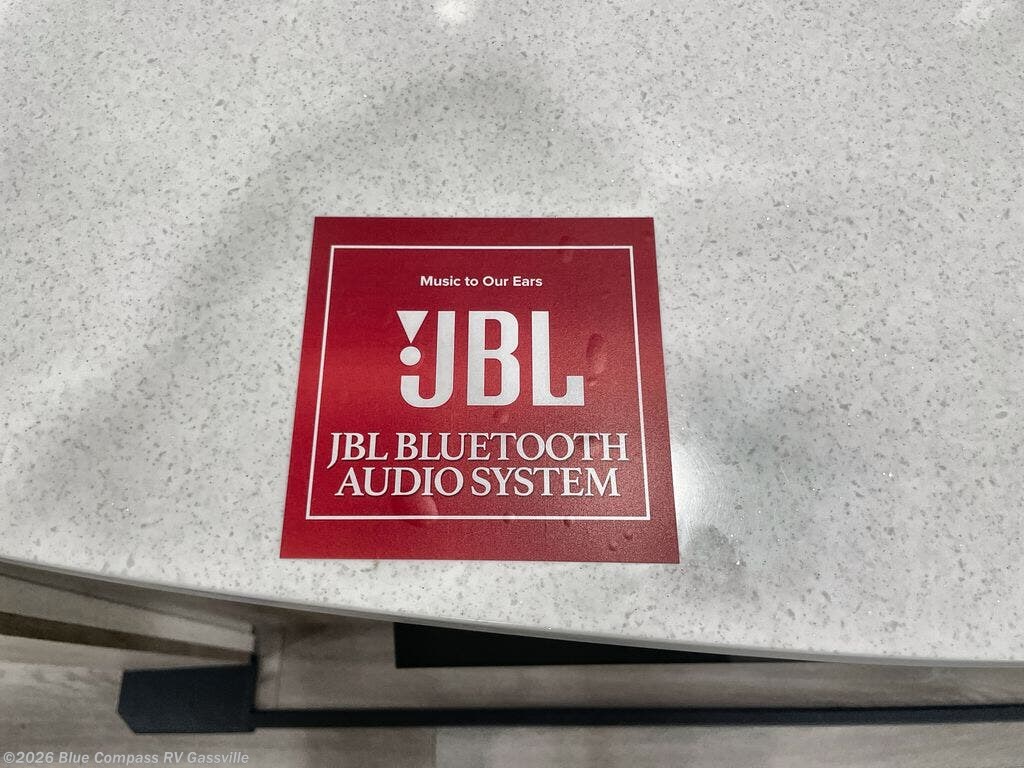 Music to Our Ears
JBL
JBL BLUETOOTH
AUDIO SYSTEM
©2026 Blue Compass RV Gassville